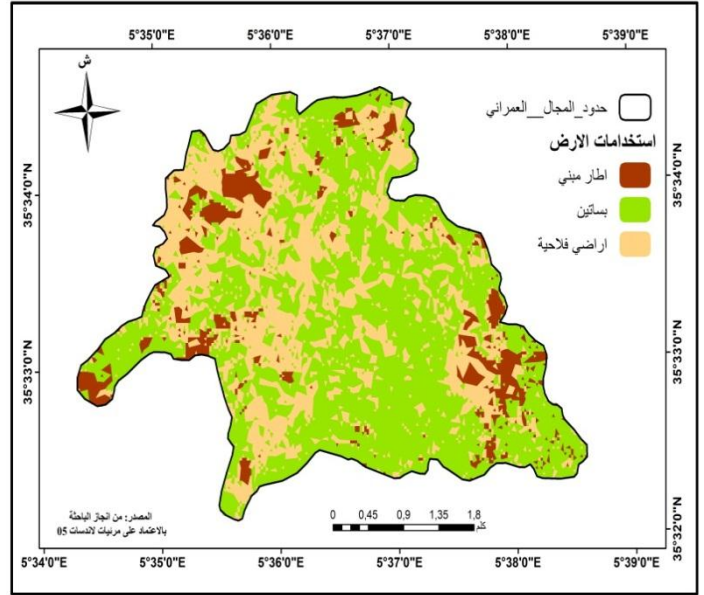 5°35'0"E 5°36'0"E 5°37'0"E 5°38'0"E 5°39'0"E
ش
حدود_المجال__العمراني
استخدامات الارض
اطار مبني
بساتين
اراضي فلاحية
35°34'0"N
35°34'0"N
35°33'0"N
35°33'0"N
35°32'0"N
0 0,45 0,9 1,35 1,8
كلم
المصدر: من انجاز الباحثة
بالاعتماد على مرئيات لاندسات 05
5°34'0"E 5°35'0"E 5°36'0"E 5°37'0"E 5°38'0"E 5°39'0"E